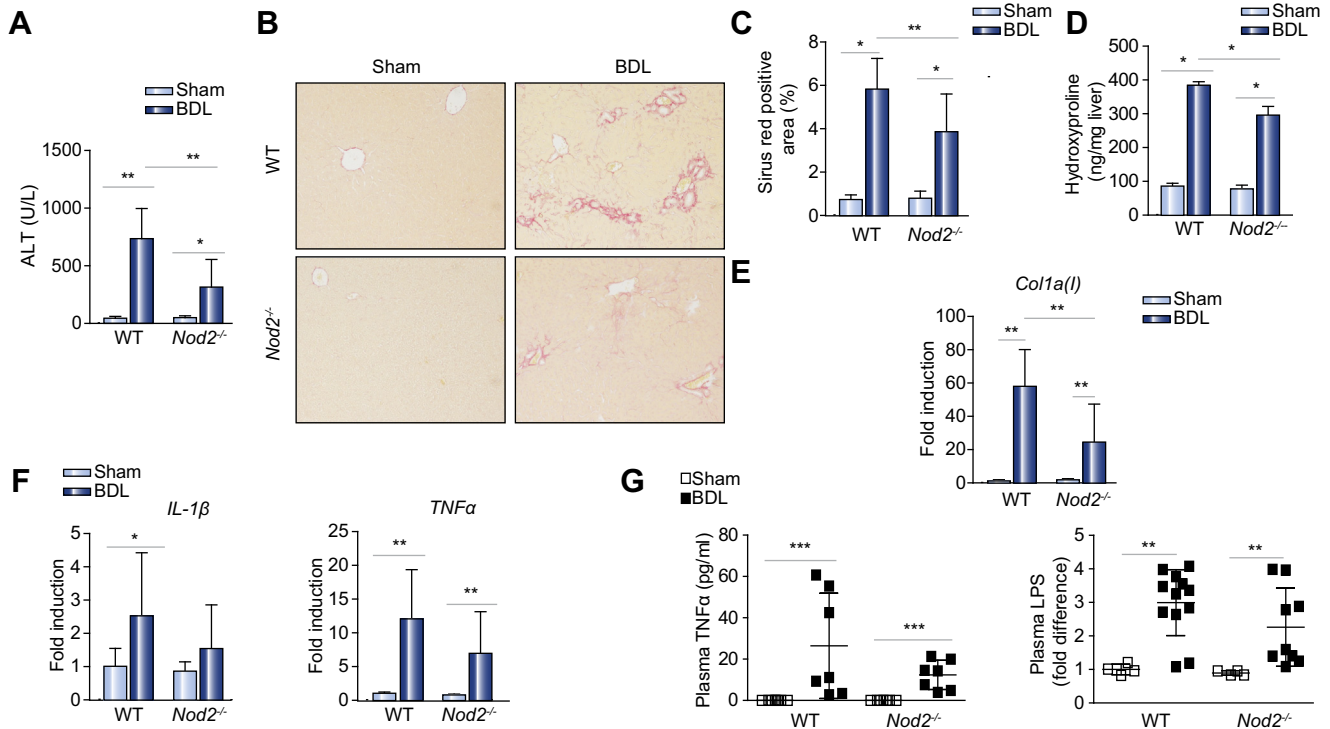 A
Sham
BDL
ALT (U/L)
1500
1000
500
0
**
**
*
WT
Nod2-/-
B
Sham
BDL
WT
Nod2-/-
C
Sham
BDL
Sirus red positive
area (%)
8
6
4
2
0
*
**
*
WT
Nod2-/-
D
Sham
BDL
Hydroxyproline
(ng/mg liver)
500
400
300
200
100
0
*
*
*
WT
Nod2-/--
E
Col1a(I)
Sham
BDL
Fold induction
100
80
60
40
20
0
**
**
**
WT
Nod2-/-
F
Sham
BDL
IL-1β
Fold induction
5
4
3
2
1
0
*
WT
Nod2-/-
TNFα
Fold induction
25
20
15
10
5
0
**
**
WT
Nod2-/-
G
Sham
BDL
Plasma TNFα (pg/ml)
80
60
40
20
0
***
***
WT
Nod2-/-
Plasma LPS
(fold difference)
5
4
3
2
1
0
**
**
WT
Nod2-/-